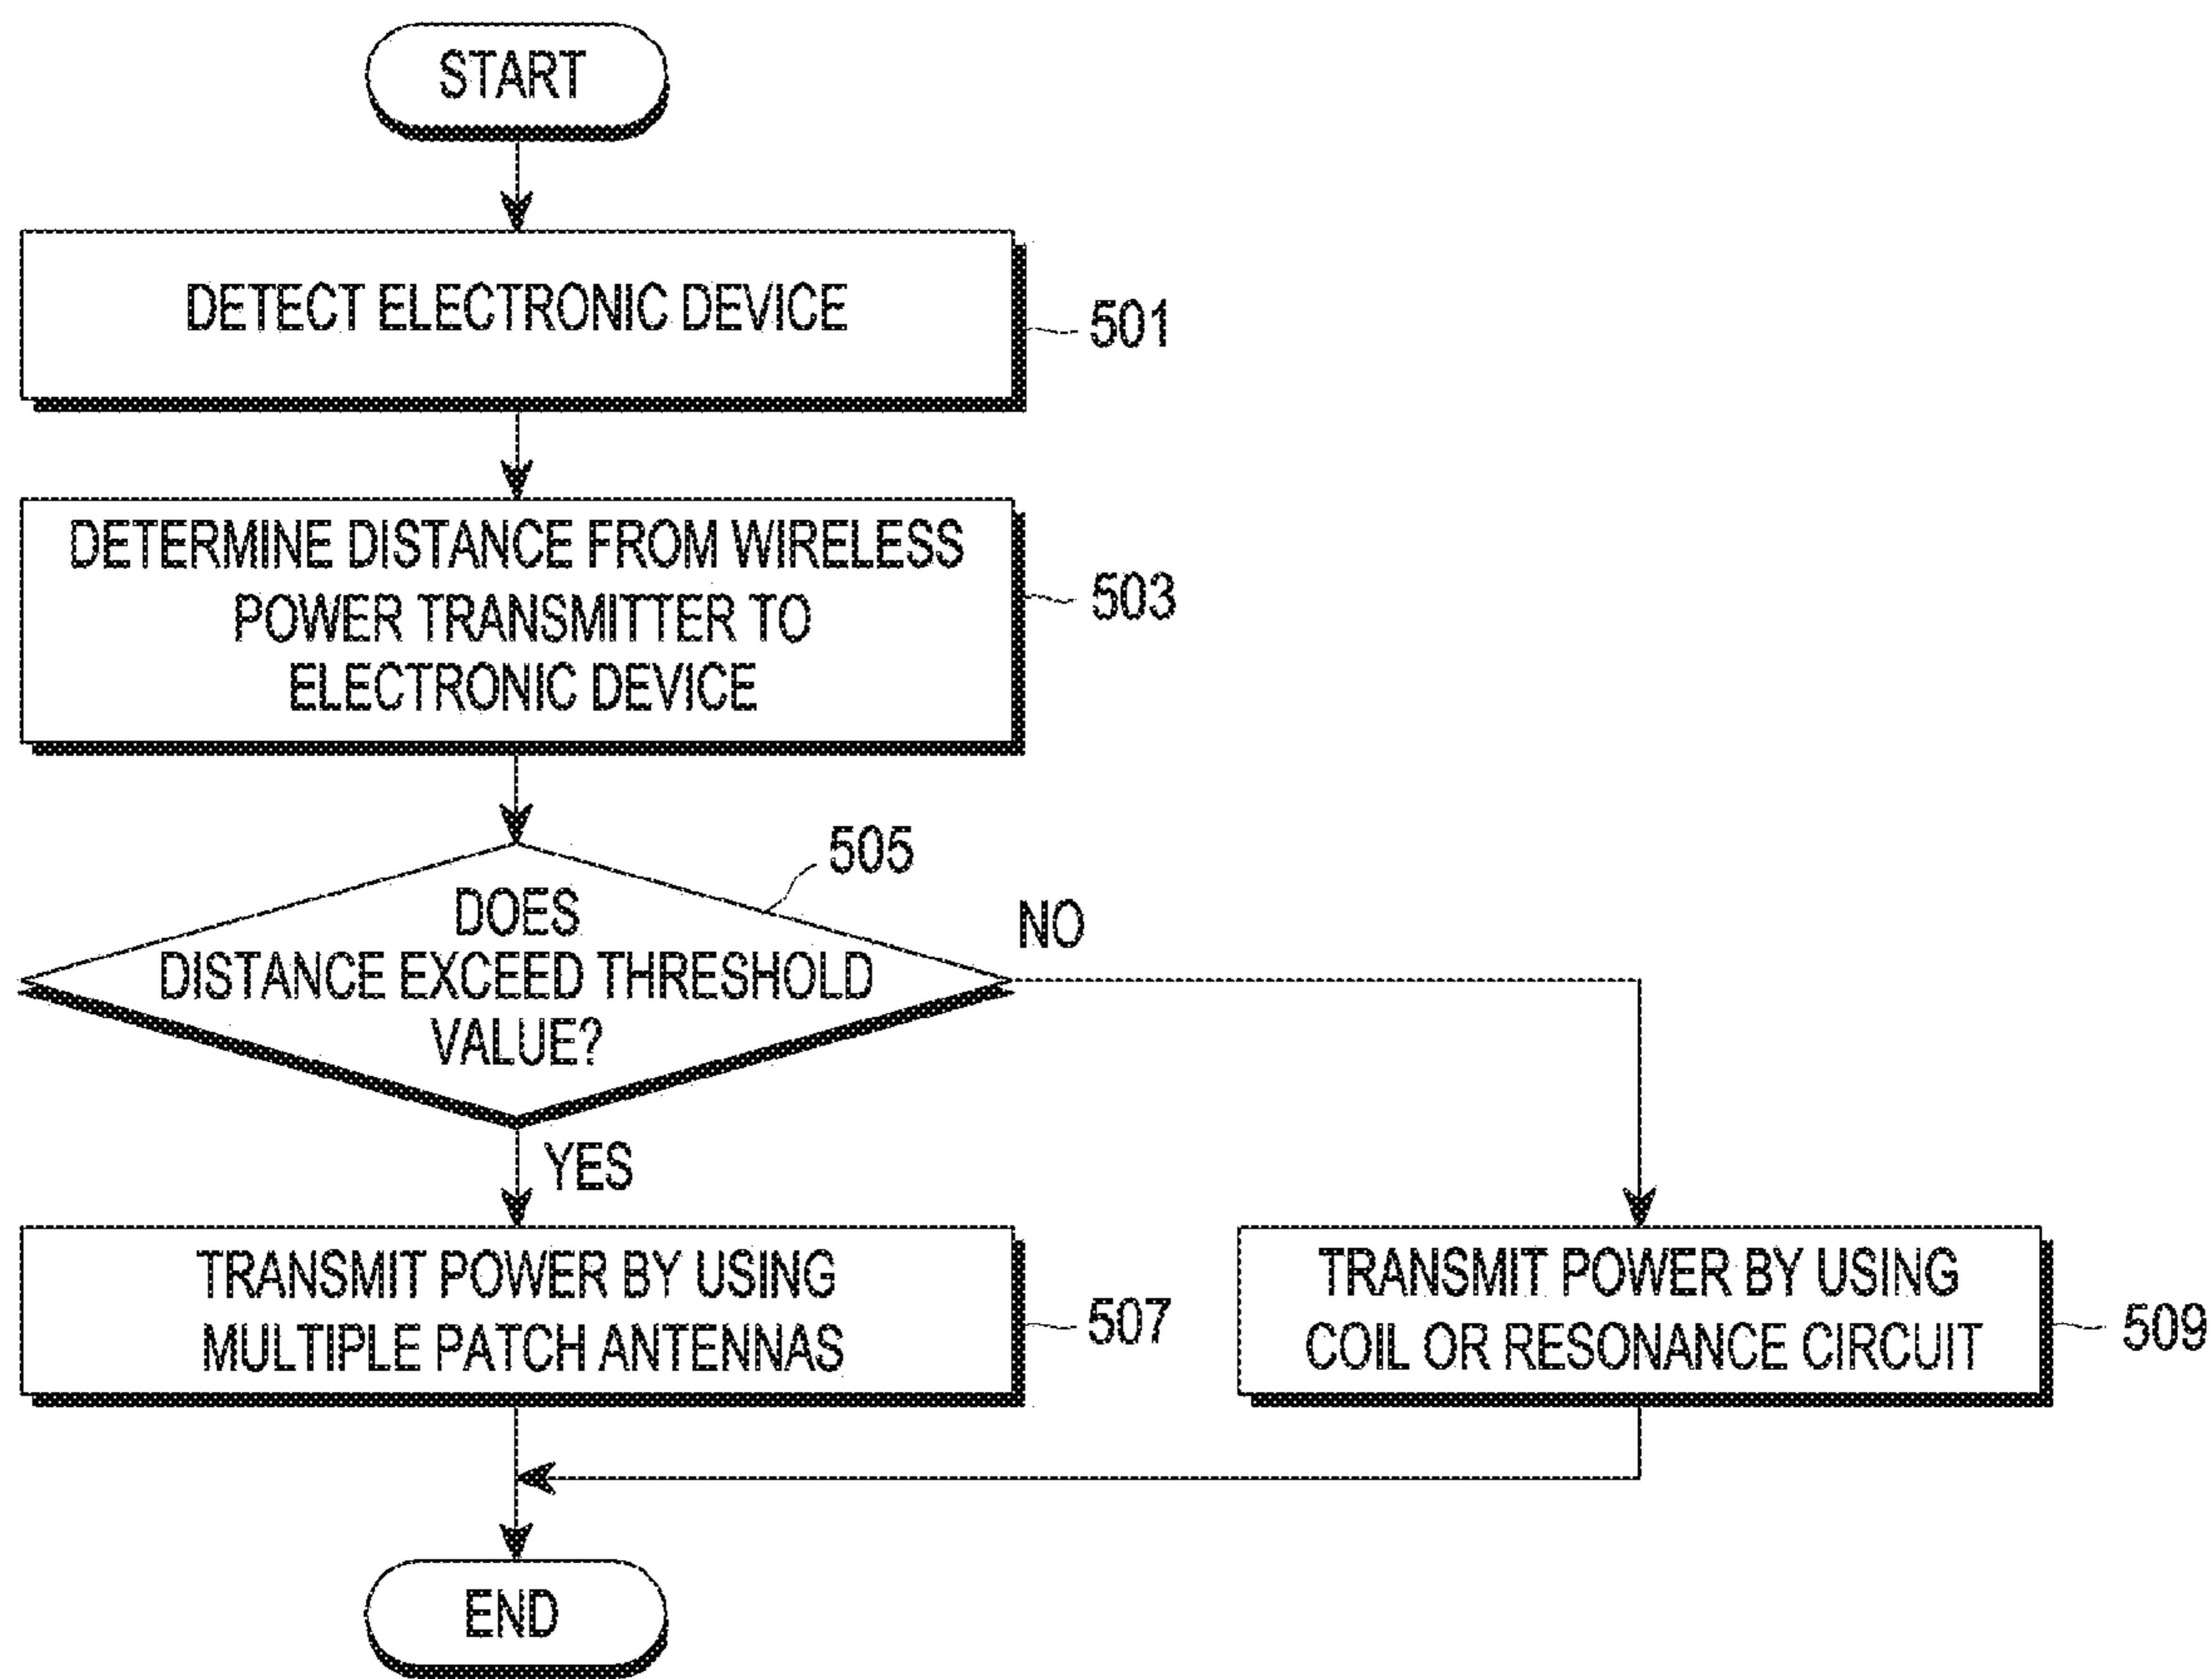 START
DETECT ELECTRONIC DEVICE
501
DETERMINE DISTANCE FROM WIRELESS
POWER TRANSMITTER TO
ELECTRONIC DEVICE
503
505
DOES
DISTANCE EXCEED THRESHOLD
VALUE?
NO
YES
TRANSMIT POWER BY USING
MULTIPLE PATCH ANTENNAS
507
TRANSMIT POWER BY USING
COIL OR RESONANCE CIRCUIT
509
END